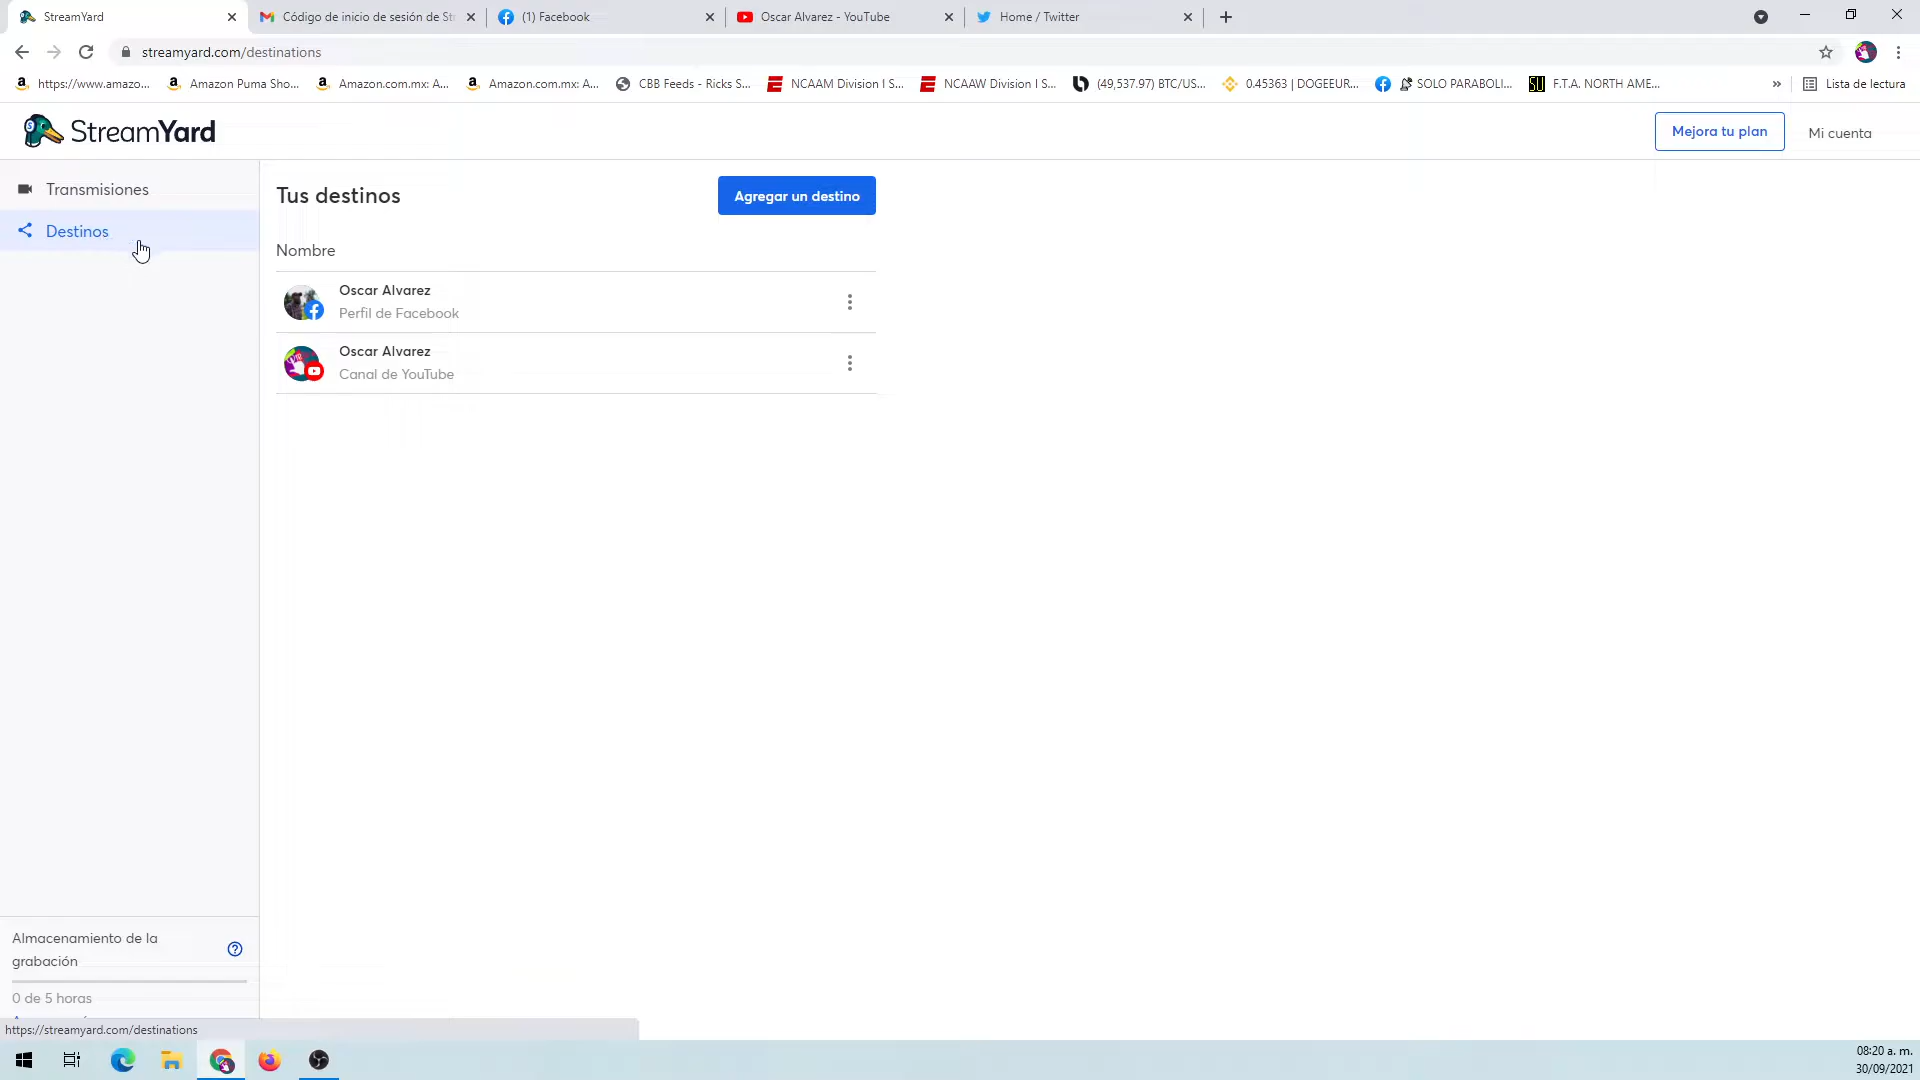 StreamYard
Código de inicio de sesión de St
(1) Facebook
Oscar Alvarez - YouTube
Home / Twitter
streamyard.com/destinations
https://www.amazo...
Amazon Puma Sho...
Amazon.com.mx: A...
Amazon.com.mx: A...
CBB Feeds - Ricks S...
NCAAM Division I S...
NCAAW Division I S...
(49,537.97) BTC/US...
0.45363 | DOGEEUR...
SOLO PARABOLI...
F.T.A. NORTH AME...
Lista de lectura
StreamYard
Mejora tu plan
Mi cuenta
Transmisiones
Destinos
Tus destinos
Agregar un destino
Nombre
Oscar Alvarez
Perfil de Facebook
Oscar Alvarez
Canal de YouTube
Almacenamiento de la
grabación
0 de 5 horas
https://streamyard.com/destinations
08:20 a. m.
30/09/2021